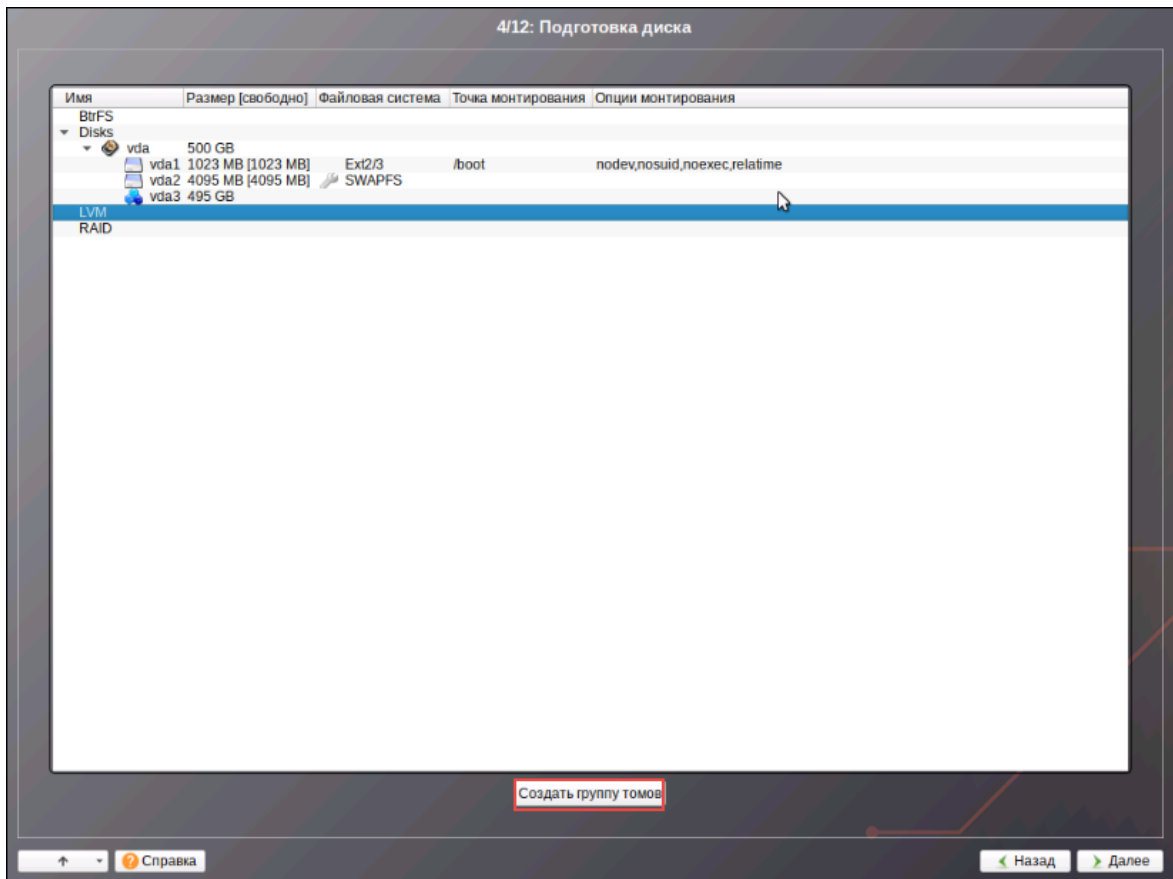 4/12: Подготовка диска
Имя Размер [свободно] Файловая система Точка монтирования Опции монтирования
BtrFS
Disks
vda 500 GB
vda1 1023 MB [1023 MB] Ext2/3 /boot nodev,nosuid,noexec,relatime
vda2 4095 MB [4095 MB] SWAPFS
vda3 495 GB
LVM
RAID
Создать группу томов
Справка Назад Далее